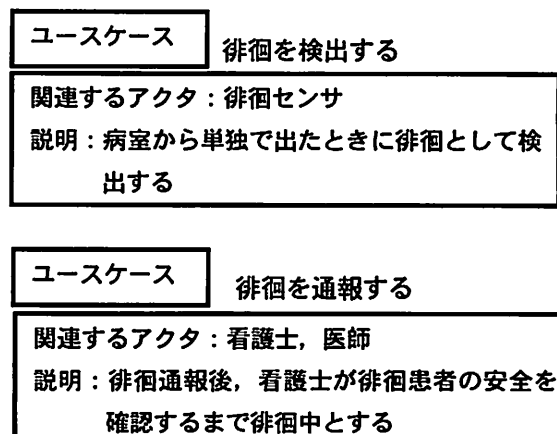 ユースケース
徘徊を検出する
関連するアクタ：徘徊センサ
説明：病室から単独で出たときに徘徊として検
出する
ユースケース
徘徊を通報する
関連するアクタ：看護士，医師
説明：徘徊通報後，看護士が徘徊患者の安全を
確認するまで徘徊中とする